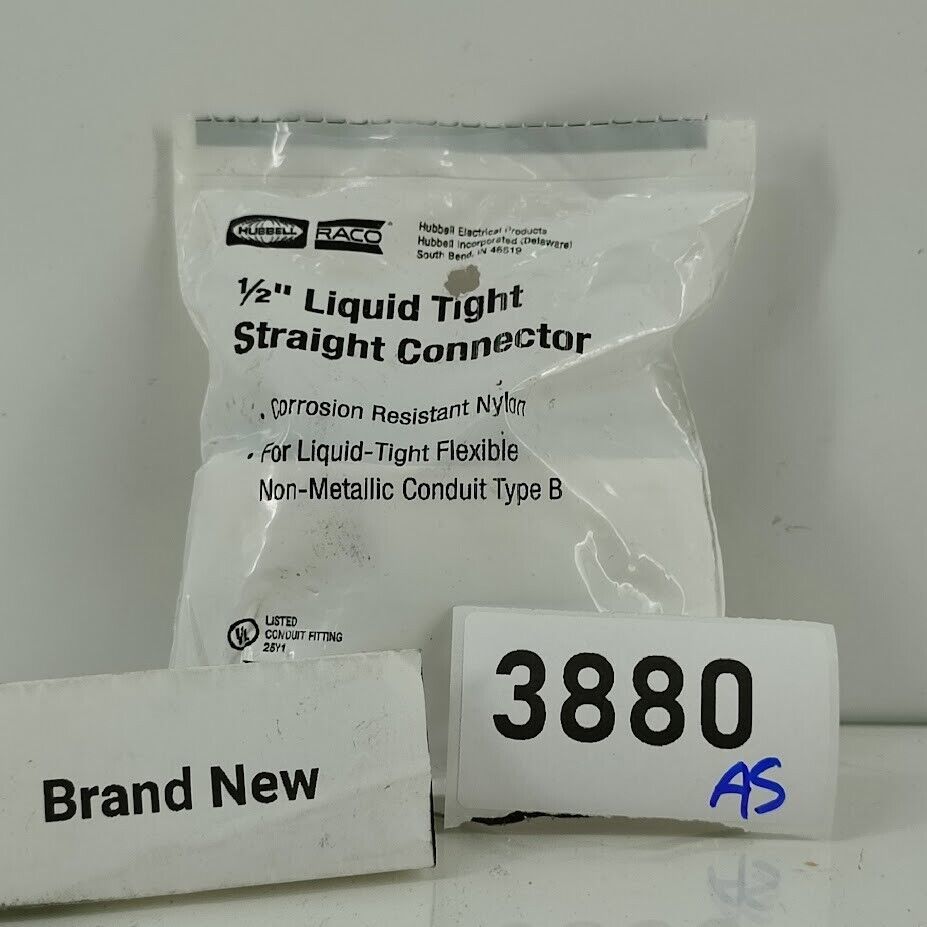 HUBBELL RACO
Hubbell Electrical Products
Hubbell Incorporated (Delaware)
South Bend, IN 46619
1/2" Liquid Tight
Straight Connector
• Corrosion Resistant Nylon
• For Liquid-Tight Flexible
Non-Metallic Conduit Type B
UL
LISTED
CONDUIT FITTING
25Y1
Brand New
3880
AS